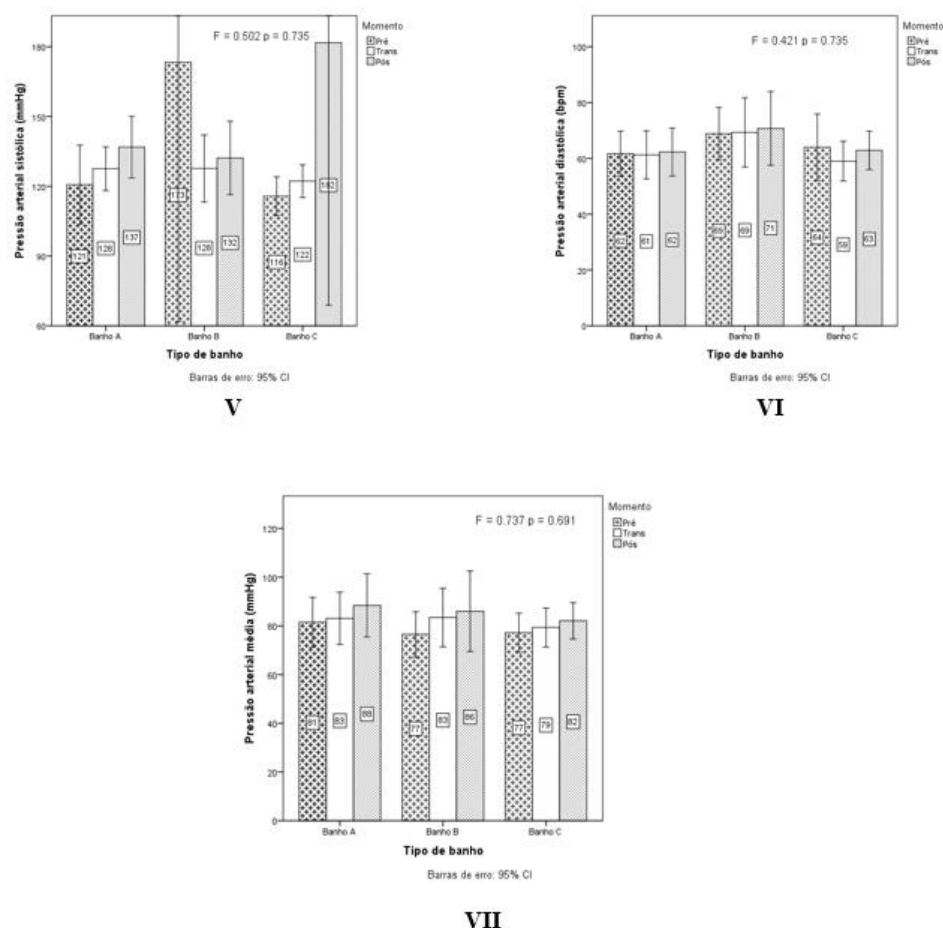 F = 0.502 p = 0.735
Momento
Pré
Trans
Pós
Pressão arterial sistólica (mmHg)
180
150
120
90
60
121
128
137
173
128
132
116
122
182
Banho A
Banho B
Banho C
Tipo de banho
Barras de erro: 95% CI
V
F = 0.421 p = 0.735
Momento
Pré
Trans
Pós
Pressão arterial diastólica (bpm)
100
80
60
40
20
0
62
61
62
69
69
71
64
59
63
Banho A
Banho B
Banho C
Tipo de banho
Barras de erro: 95% CI
VI
F = 0.737 p = 0.691
Momento
Pré
Trans
Pós
Pressão arterial média (mmHg)
120
100
80
60
40
20
0
81
83
88
77
83
86
77
79
82
Banho A
Banho B
Banho C
Tipo de banho
Barras de erro: 95% CI
VII